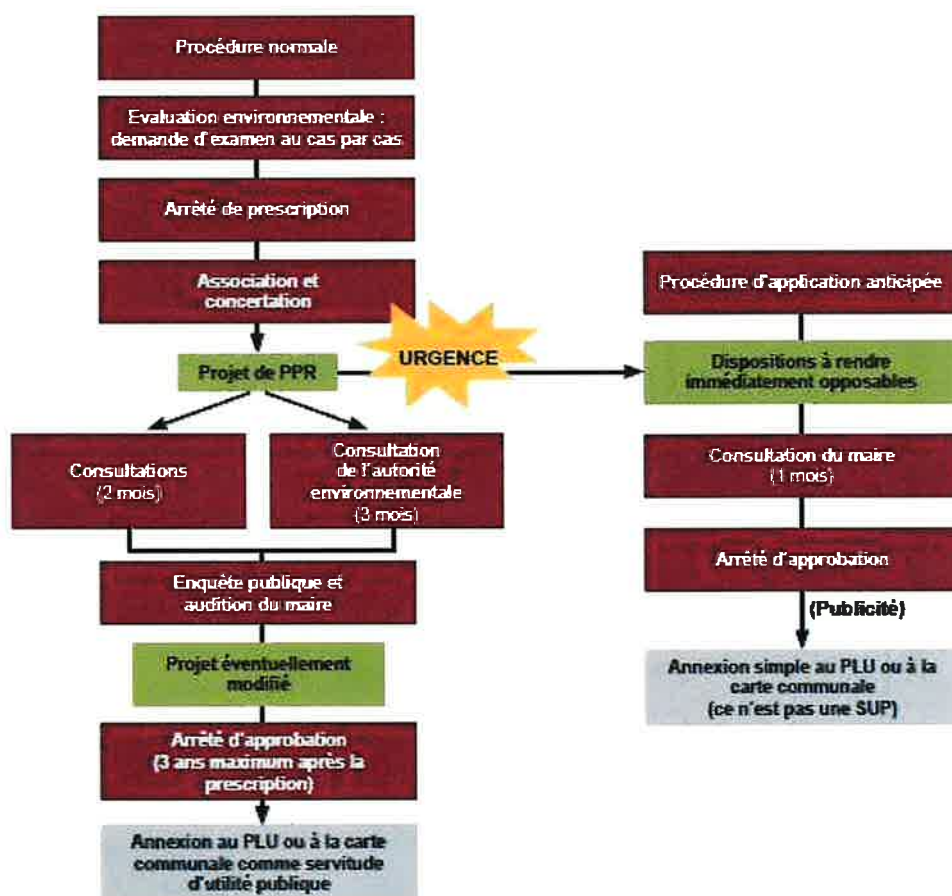 Procédure normale
Evaluation environnementale :
demande d'examen au cas par cas
Arrêté de prescription
Association et
concertation
Projet de PPR
URGENCE
Consultations
(2 mois)
Consultation
de l'autorité
environnementale
(3 mois)
Enquête publique et
audition du maire
Projet éventuellement
modifié
Arrêté d'approbation
(3 ans maximum après la
prescription)
Annexion au PLU ou à la carte
communale comme servitude
d'utilité publique
Procédure d'application anticipée
Dispositions à rendre
immédiatement opposables
Consultation du maire
(1 mois)
Arrêté d'approbation
(Publicité)
Annexion simple au PLU ou à la
carte communale
(ce n'est pas une SUP)